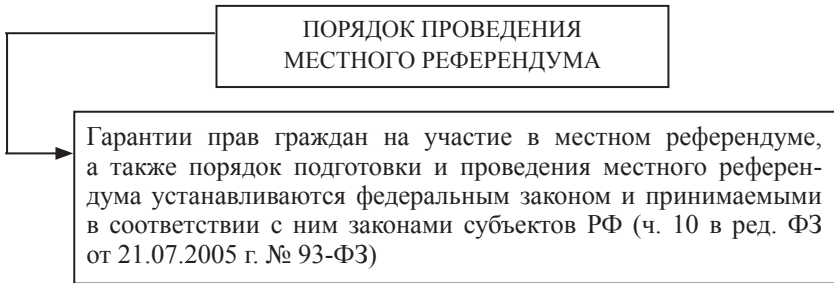 ПОРЯДОК ПРОВЕДЕНИЯ
МЕСТНОГО РЕФЕРЕНДУМА
Гарантии прав граждан на участие в местном референдуме,
а также порядок подготовки и проведения местного референ-
дума устанавливаются федеральным законом и принимаемыми
в соответствии с ним законами субъектов РФ (ч. 10 в ред. ФЗ
от 21.07.2005 г. № 93-ФЗ)